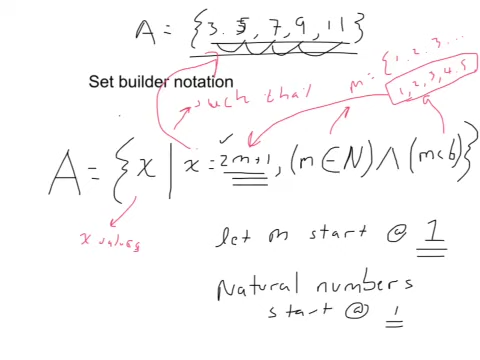 A = {3. 5, 7, 9, 11}
m = {1. 2. 3...
1, 2, 3, 4. 5
Set builder notation
such that
A = {x | x = 2m+1, (m ∈ N) ∧ (m<6)}
x values
let m start @ 1
Natural numbers
start @ 1